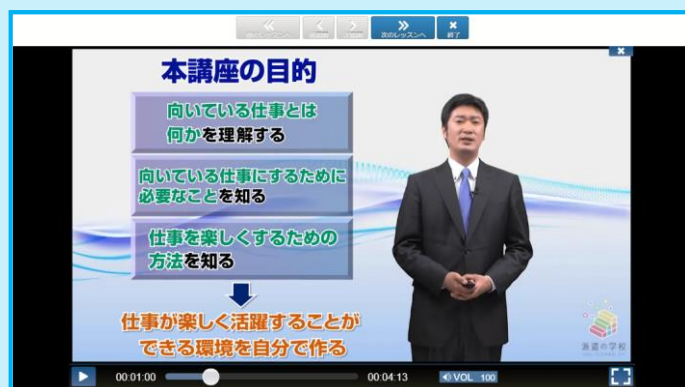 次のレッスンへ
終了
本講座の目的
向いている仕事とは
何かを理解する
向いている仕事にするために
必要なことを知る
仕事を楽しくするための
方法を知る
仕事が楽しく活躍することが
できる環境を自分で作る
派遣の学校
00:01:00
00:04:13
VOL 100